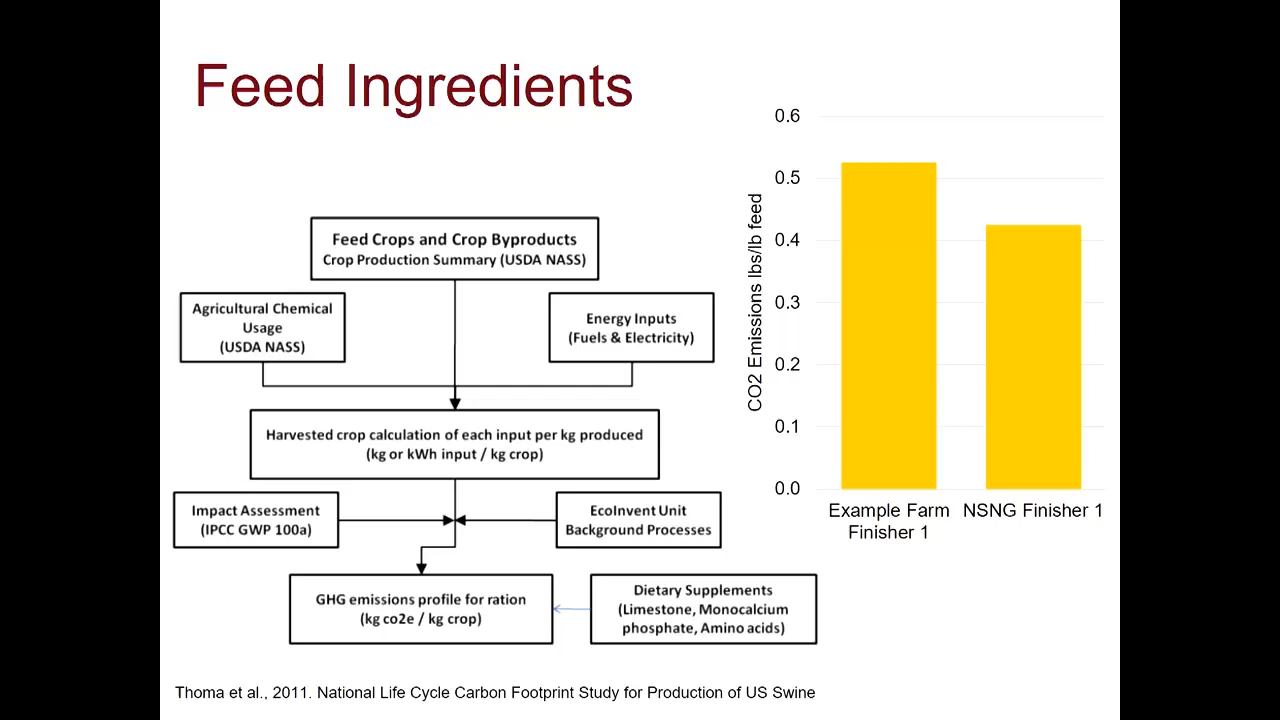 Feed Ingredients
Feed Crops and Crop Byproducts
Crop Production Summary (USDA NASS)
Agricultural Chemical
Usage
(USDA NASS)
Energy Inputs
(Fuels & Electricity)
Harvested crop calculation of each input per kg produced
(kg or kWh input / kg crop)
Impact Assessment
(IPCC GWP 100a)
EcoInvent Unit
Background Processes
GHG emissions profile for ration
(kg co2e / kg crop)
Dietary Supplements
(Limestone, Monocalcium
phosphate, Amino acids)
CO2 Emissions lbs/lb feed
0.6
0.5
0.4
0.3
0.2
0.1
0.0
Example Farm
Finisher 1
NSNG Finisher 1
Thoma et al., 2011. National Life Cycle Carbon Footprint Study for Production of US Swine